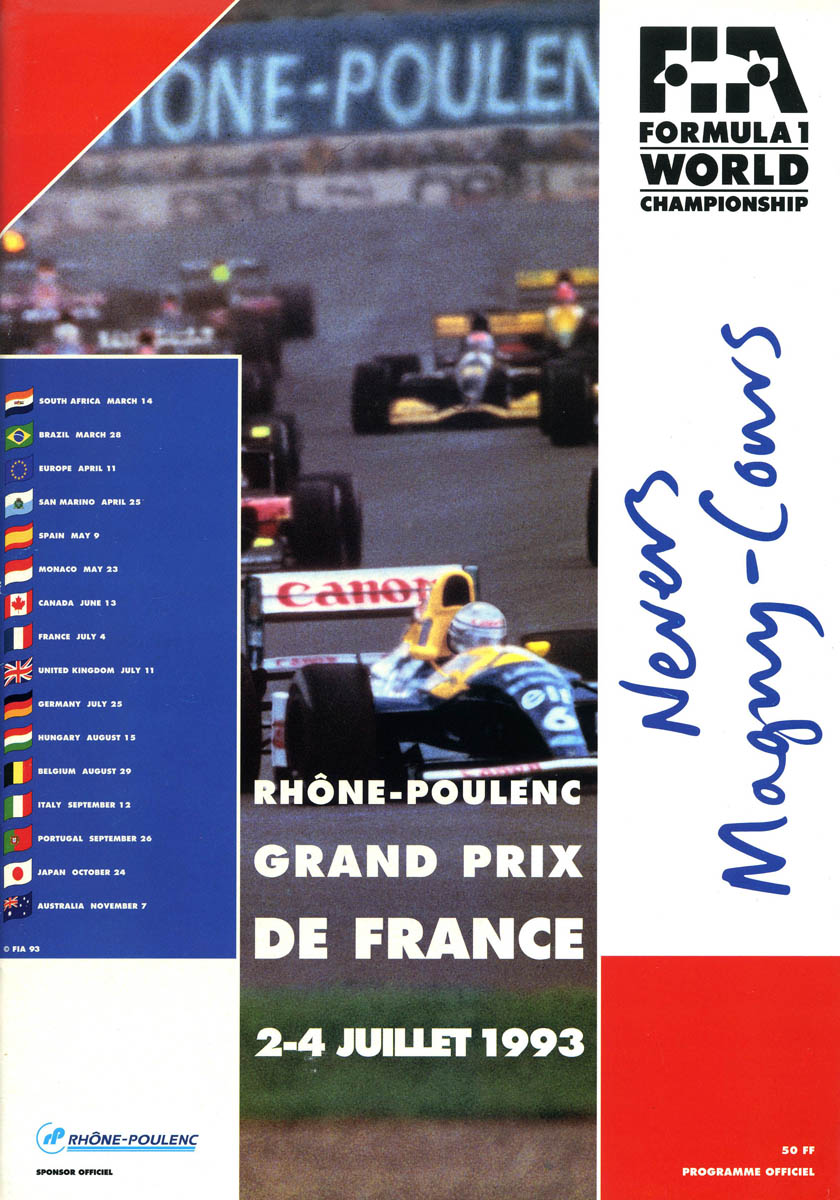 RHÔNE-POULEN
FIA
FORMULA 1
WORLD
CHAMPIONSHIP
SOUTH AFRICA MARCH 14
BRAZIL MARCH 28
EUROPE APRIL 11
SAN MARINO APRIL 25
SPAIN MAY 9
MONACO MAY 23
CANADA JUNE 13
FRANCE JULY 4
UNITED KINGDOM JULY 11
GERMANY JULY 25
HUNGARY AUGUST 15
BELGIUM AUGUST 29
ITALY SEPTEMBER 12
PORTUGAL SEPTEMBER 26
JAPAN OCTOBER 24
AUSTRALIA NOVEMBER 7
© FIA 93
Canon
elf
6
Canon
RHÔNE-POULENC
GRAND PRIX
DE FRANCE
2-4 JUILLET 1993
Nevers
Magny-Cours
RHÔNE-POULENC
SPONSOR OFFICIEL
50 FF
PROGRAMME OFFICIEL